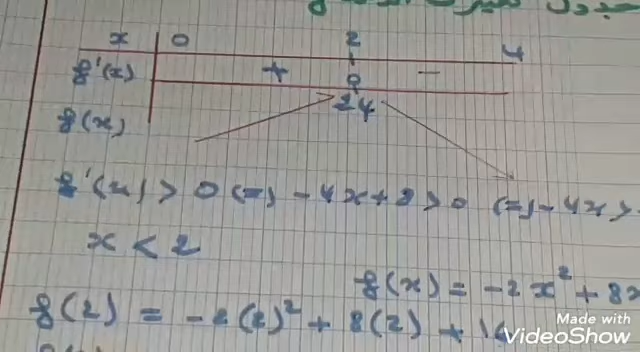 جدول
x 0 2 4
f'(x) + 0 -
f(x) 24
f'(x) > 0 (=) - 4x + 8 > 0 (=) - 4x >
x < 2
f(x) = -2x² + 8x
f(2) = -2(2)² + 8(2) + 16
Made with
VideoShow